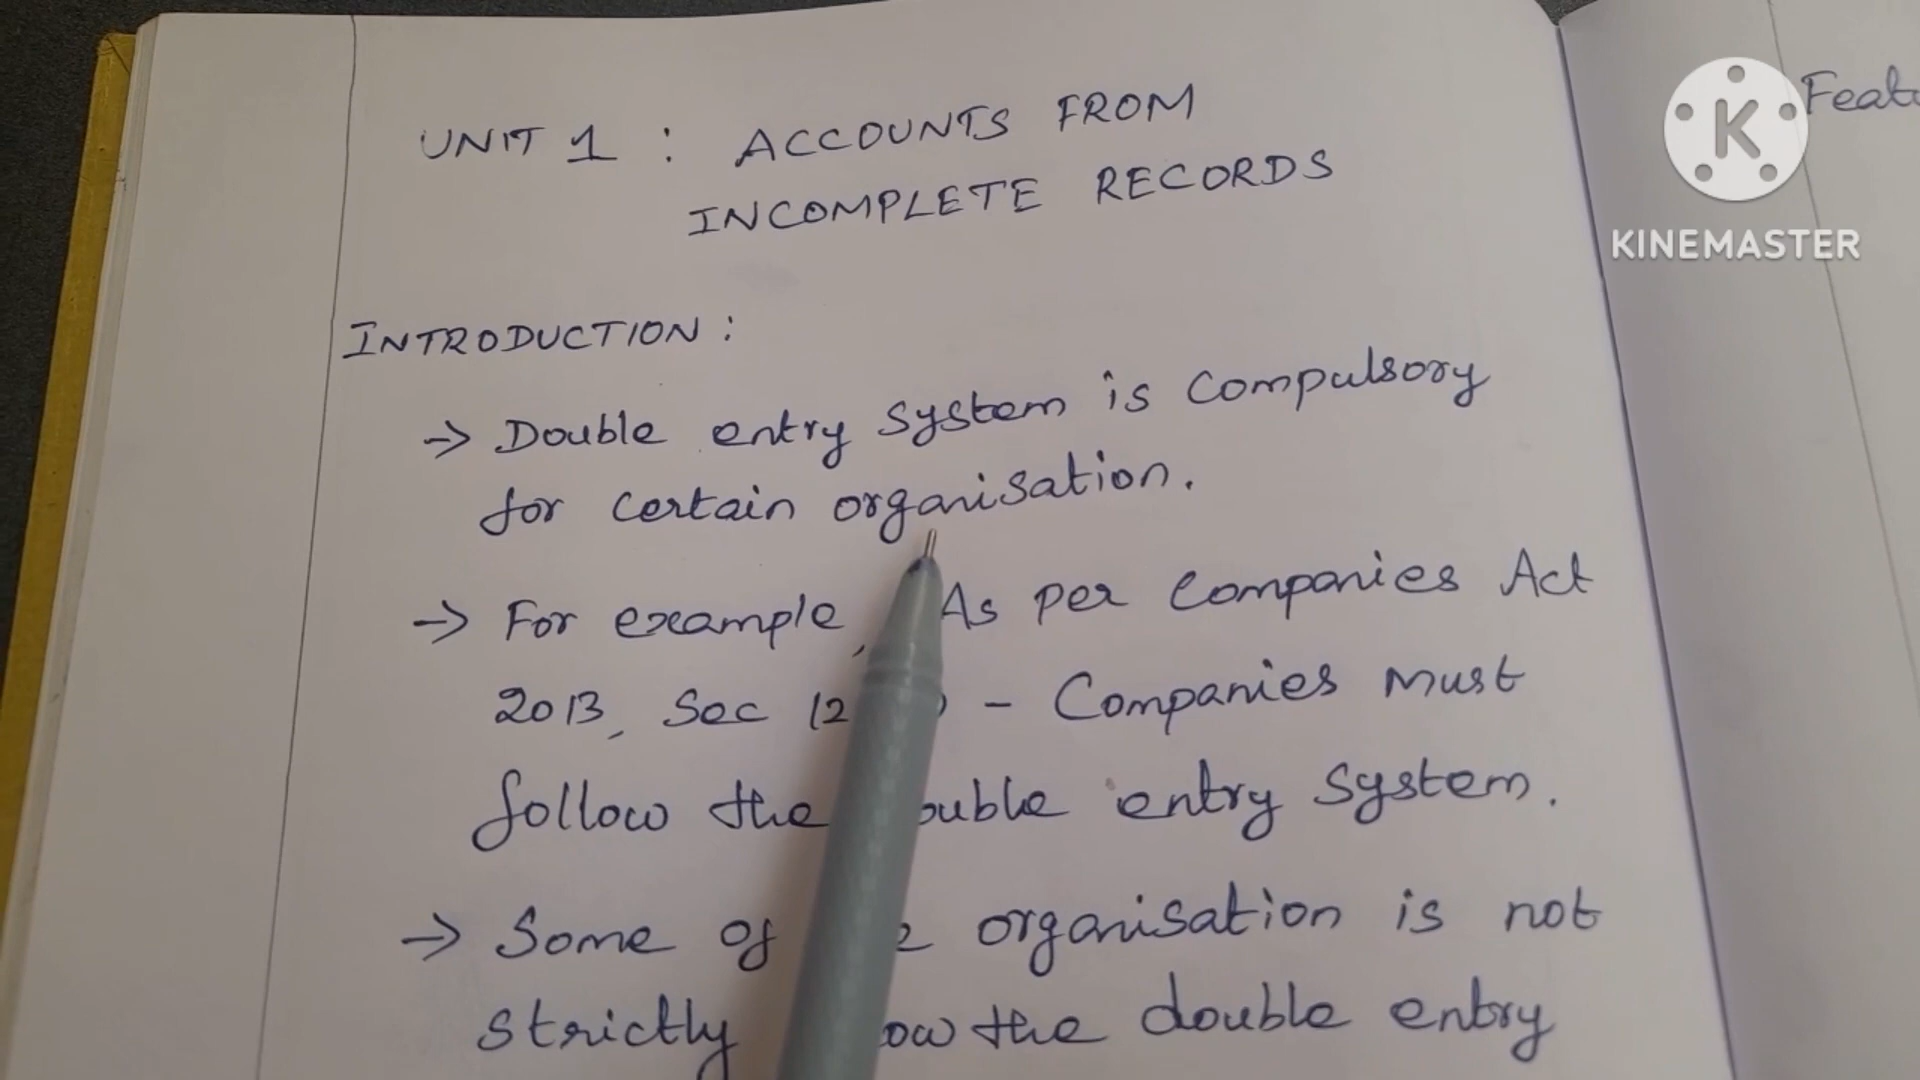 UNIT 1 : ACCOUNTS FROM
INCOMPLETE RECORDS
INTRODUCTION :
→ Double entry system is compulsory
for certain organisation.
→ For example, As per Companies Act
2013, Sec 12 - Companies must
follow the entry system.
→ Some of organisation is not
strictly the double entry
Feat
K
KINEMASTER